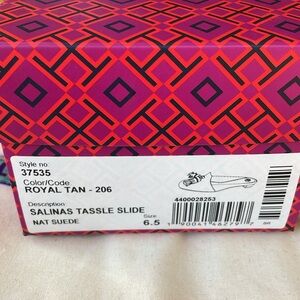 Style no:
37535
Color/Code
ROYAL TAN - 206
Description
SALINAS TASSLE SLIDE
NAT SUEDE
Size
6.5
4400028253